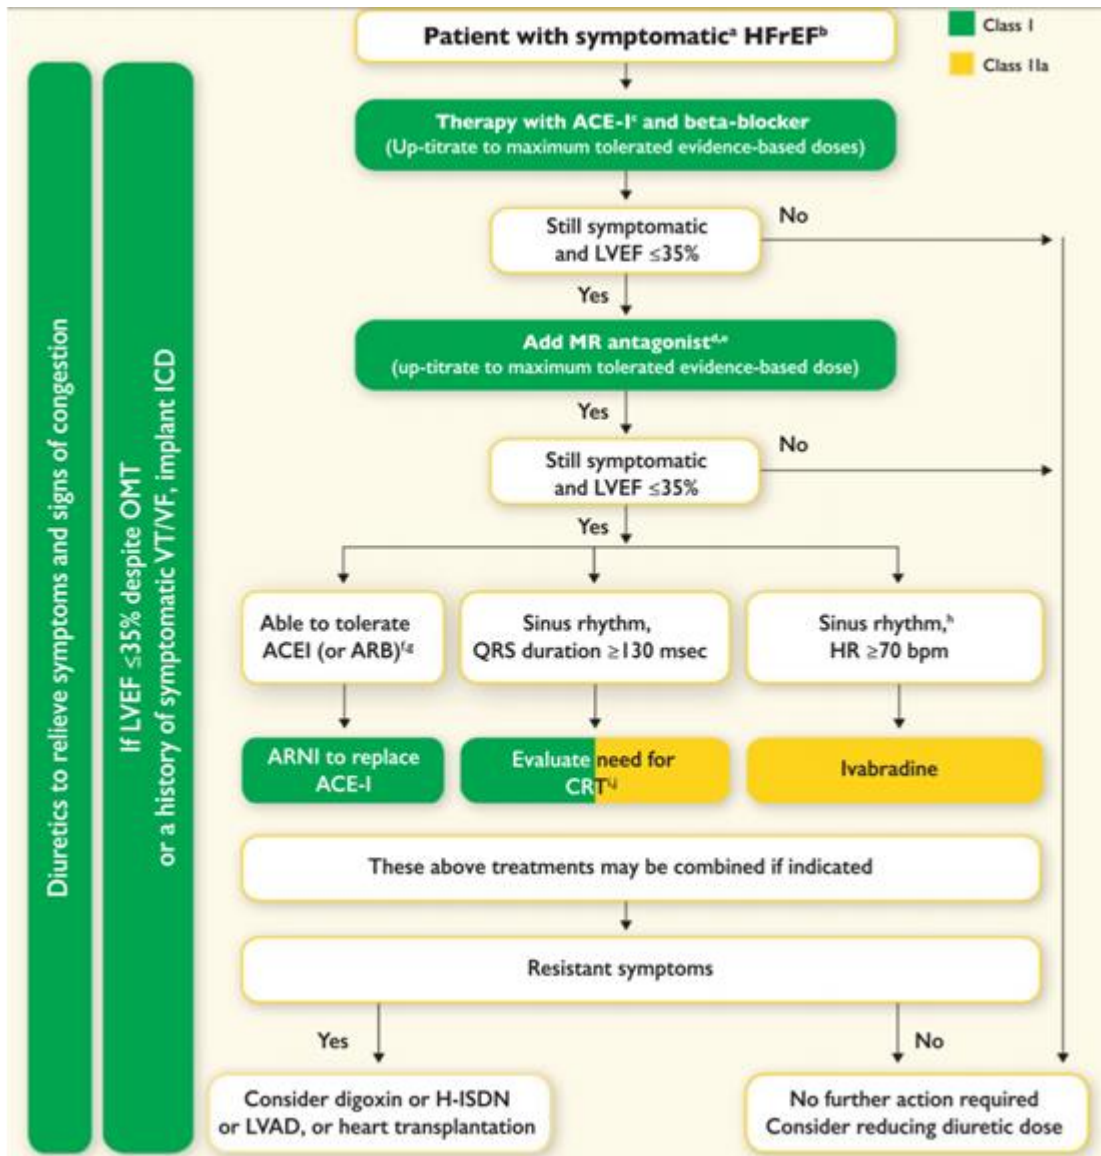 Patient with symptomaticᵃ HFrEFᵇ
Class I
Class IIa
Therapy with ACE-Iᶜ and beta-blocker
(Up-titrate to maximum tolerated evidence-based doses)
Still symptomatic
and LVEF ≤35%
No
Yes
Add MR antagonistᵈ,ᵉ
(up-titrate to maximum tolerated evidence-based dose)
Yes
Still symptomatic
and LVEF ≤35%
No
Yes
Able to tolerate
ACEI (or ARB)ᶠ,ᵍ
Sinus rhythm,
QRS duration ≥130 msec
Sinus rhythm,ʰ
HR ≥70 bpm
ARNI to replace
ACE-I
Evaluate need for
CRTⁱ,ʲ
Ivabradine
These above treatments may be combined if indicated
Resistant symptoms
Yes
No
Consider digoxin or H-ISDN
or LVAD, or heart transplantation
No further action required
Consider reducing diuretic dose
Diuretics to relieve symptoms and signs of congestion
If LVEF ≤35% despite OMT
or a history of symptomatic VT/VF, implant ICD